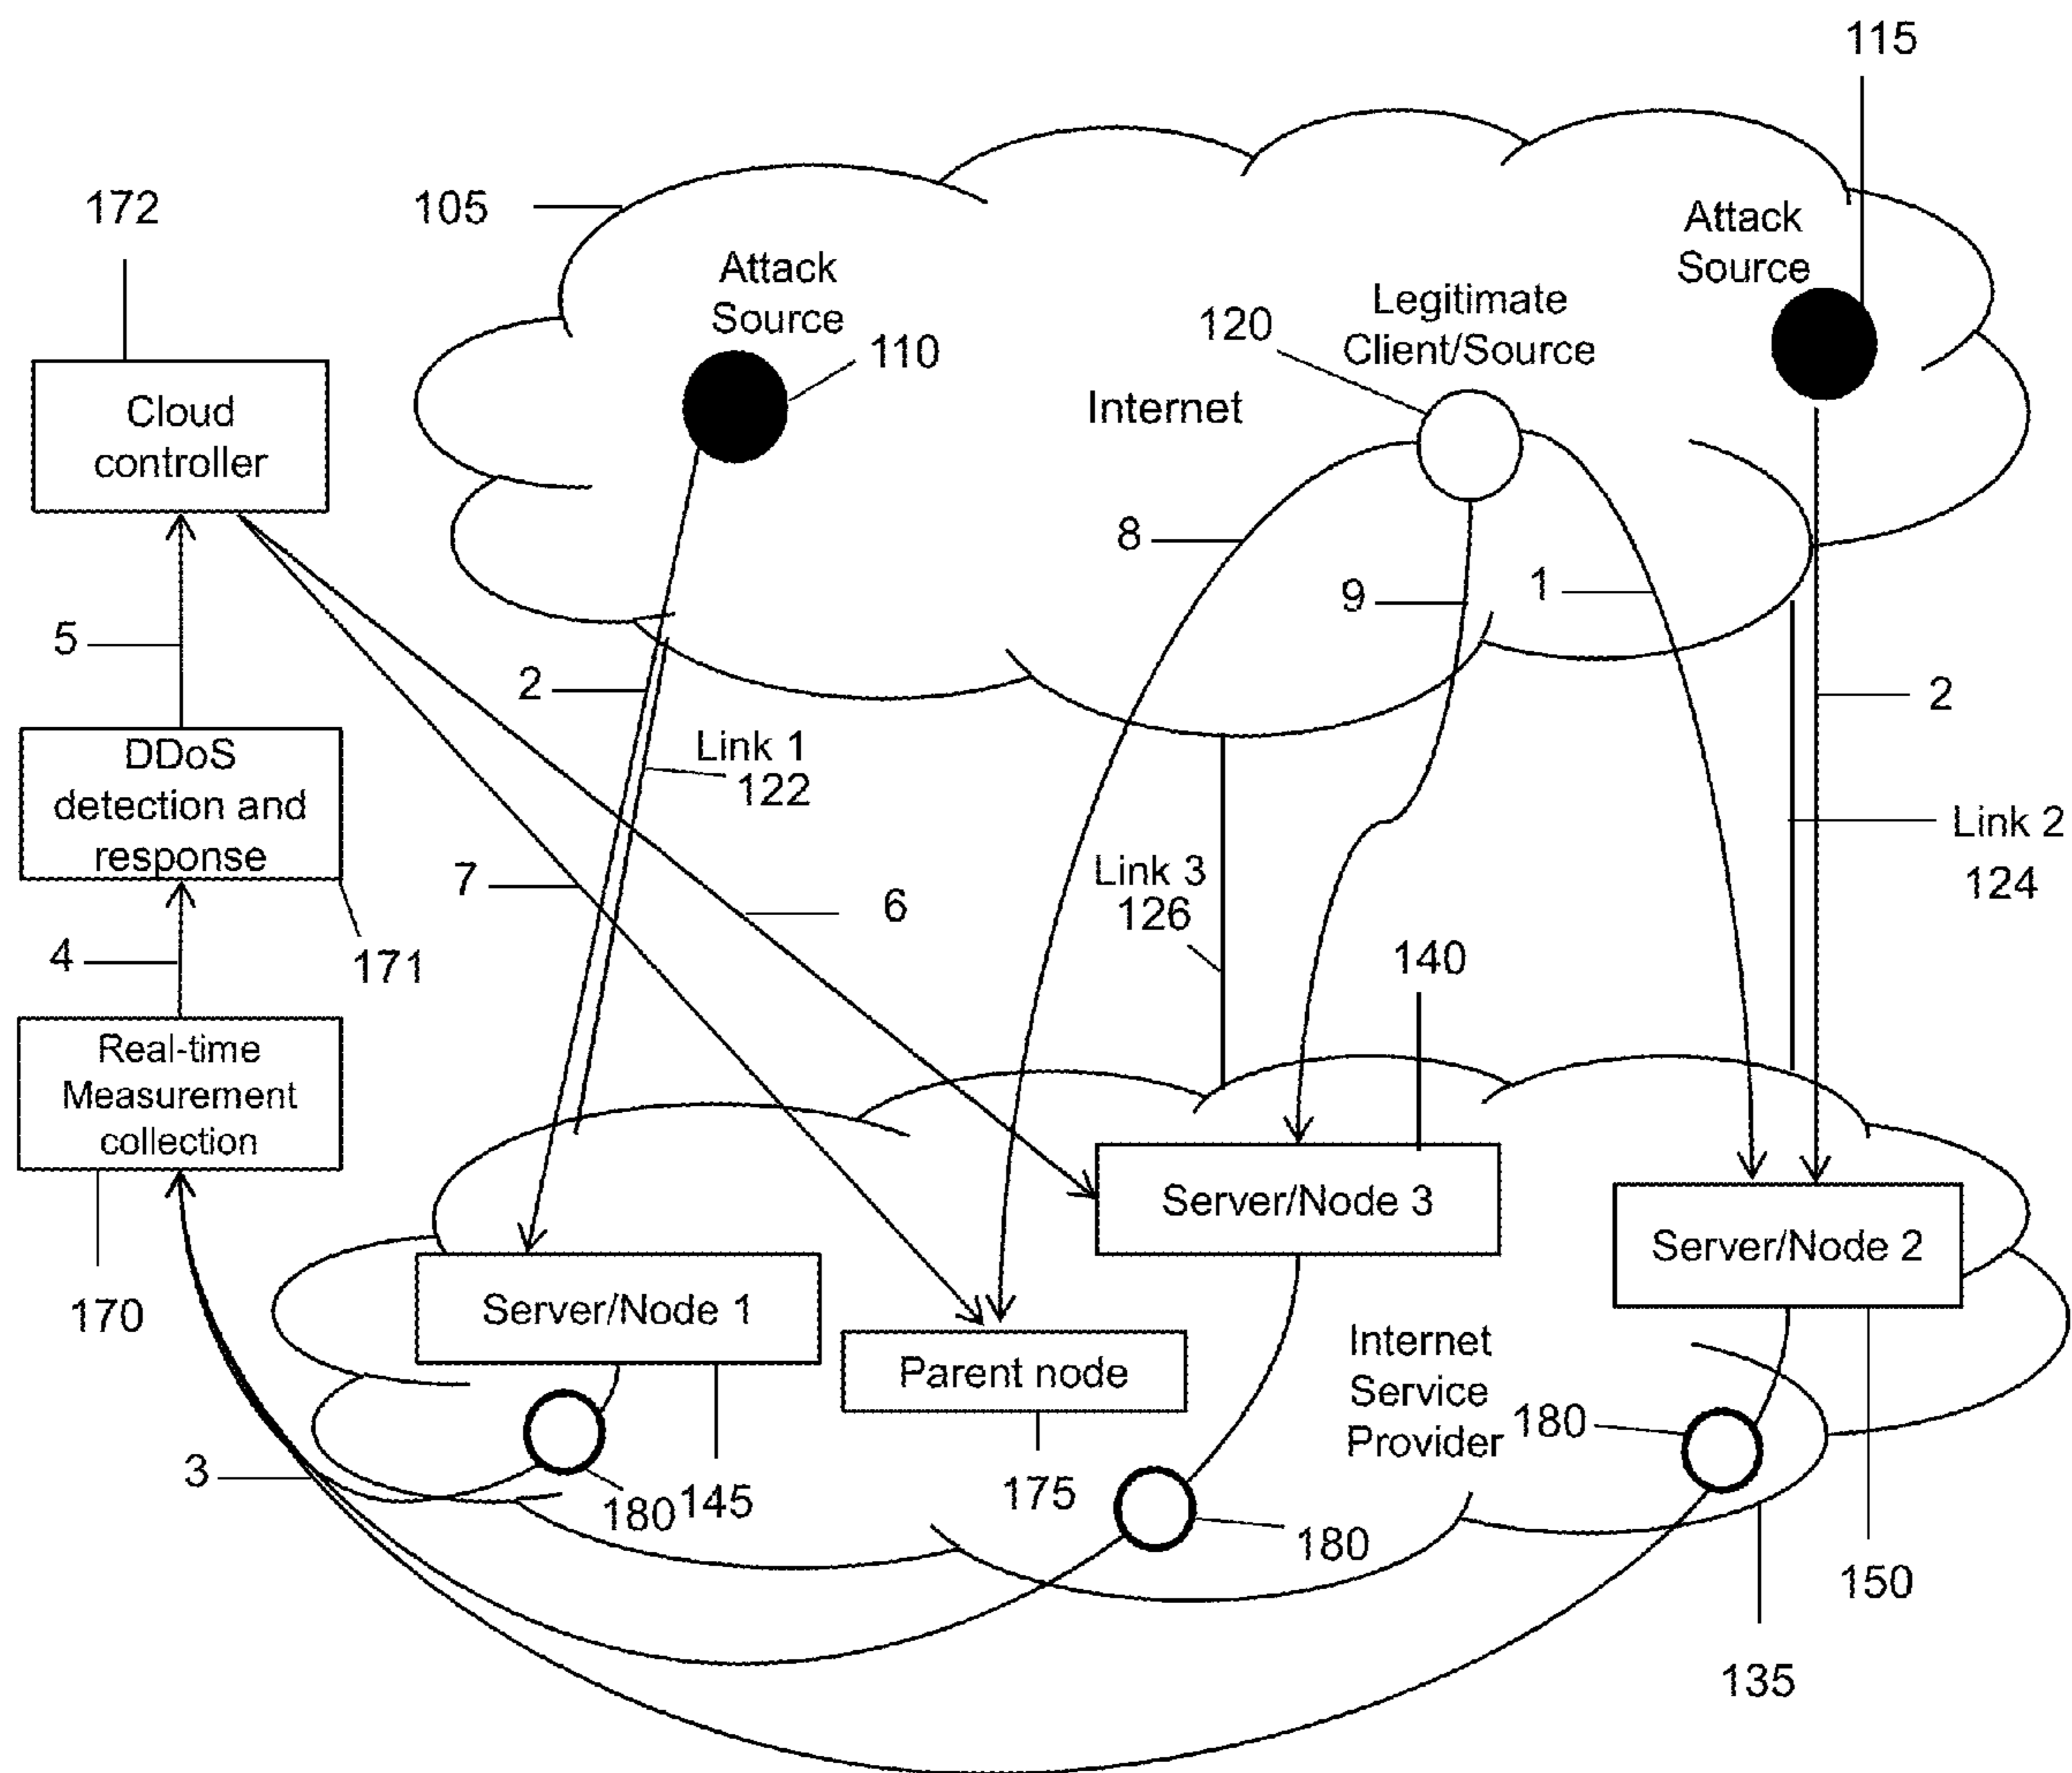 115
172
105
Attack
Source
Attack
Source
110
Legitimate
Client/Source
120
Internet
Cloud
controller
8
9
1
5
2
2
Link 1
122
DDoS
detection and
response
Link 2
124
7
6
Link 3
126
4
171
140
Real-time
Measurement
collection
Server/Node 3
Server/Node 2
170
Server/Node 1
Parent node
Internet
Service
Provider
180
3
180
145
175
180
150
135